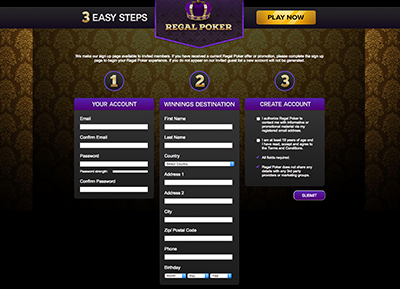 3 EASY STEPS
REGAL POKER
PLAY NOW
We make our sign up page available to invited members. If you have received a current Regal Poker offer or promotion, please complete the sign up
page to begin your Regal Poker experience. If you do not appear on our invited guest list a new account will not be generated.
1
2
3
YOUR ACCOUNT
Email
Confirm Email
Password
Password strength:
Confirm Password
WINNINGS DESTINATION
First Name
Last Name
Country
Select Country
Address 1
Address 2
City
Zip/ Postal Code
Phone
Birthday
Month
Day
Year
CREATE ACCOUNT
I authorize Regal Poker to
contact me with informative or
promotional material via my
registered email address.
I am at least 18 years of age and
I have read, accept and agree to
the Terms and Conditions.
All fields required.
Regal Poker does not share any
details with any 3rd party
providers or marketing groups.
SUBMIT